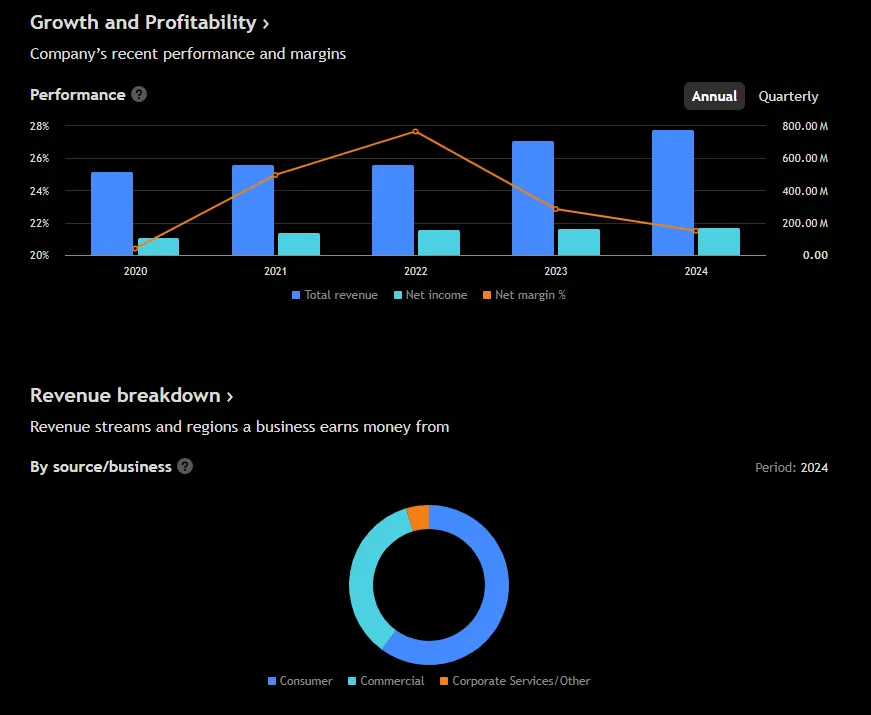 Growth and Profitability ›
Company’s recent performance and margins
Performance ?
Annual Quarterly
28% 800.00 M
26% 600.00 M
24% 400.00 M
22% 200.00 M
20% 0.00
2020 2021 2022 2023 2024
Total revenue Net income Net margin %
Revenue breakdown ›
Revenue streams and regions a business earns money from
By source/business ?
Period: 2024
Consumer Commercial Corporate Services/Other